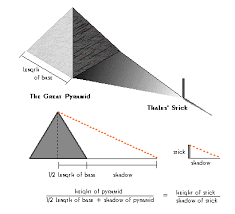 length
of base
The Great Pyramid
Thales' Stick
stick
shadow
1/2 length of base
shadow
height of pyramid
1/2 length of base + shadow of pyramid
=
height of stick
shadow of stick